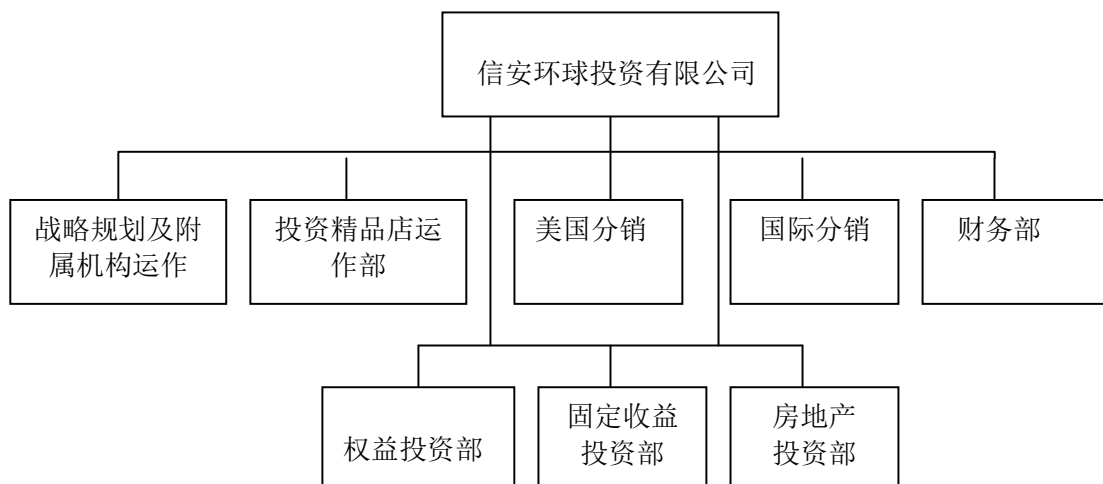 信安环球投资有限公司
战略规划及附
属机构运作
投资精品店运
作部
美国分销
国际分销
财务部
权益投资部
固定收益
投资部
房地产
投资部